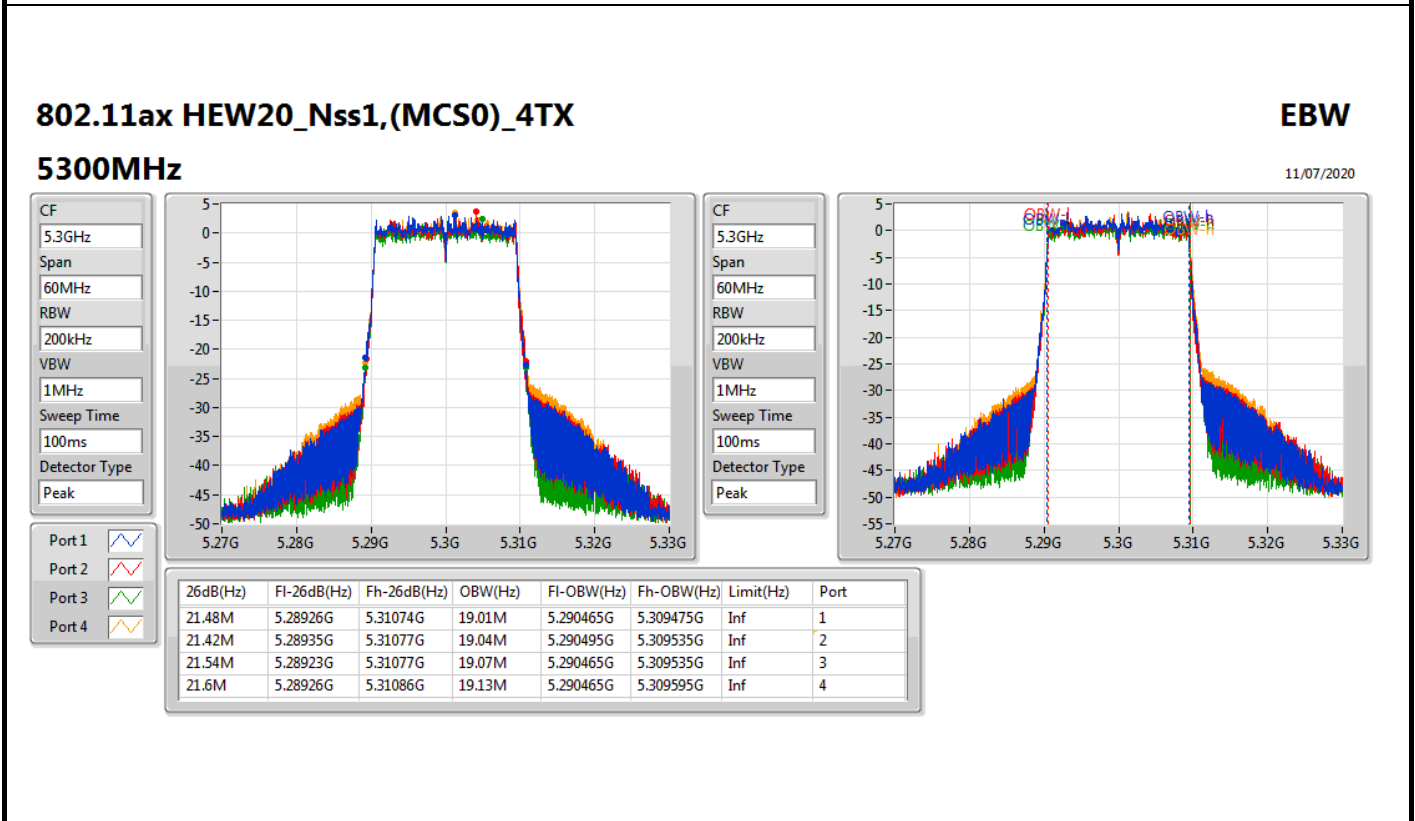 802.11ax HEW20_Nss1,(MCS0)_4TX EBW
5300MHz 11/07/2020
CF
5.3GHz
Span
60MHz
RBW
200kHz
VBW
1MHz
Sweep Time
100ms
Detector Type
Peak
5
0
-5
-10
-15
-20
-25
-30
-35
-40
-45
-50
5.27G 5.28G 5.29G 5.3G 5.31G 5.32G 5.33G
CF
5.3GHz
Span
60MHz
RBW
200kHz
VBW
1MHz
Sweep Time
100ms
Detector Type
Peak
5
0
-5
-10
-15
-20
-25
-30
-35
-40
-45
-50
-55
5.27G 5.28G 5.29G 5.3G 5.31G 5.32G 5.33G
OBW-l OBW-h
Port 1
Port 2
Port 3
Port 4
26dB(Hz) Fl-26dB(Hz) Fh-26dB(Hz) OBW(Hz) Fl-OBW(Hz) Fh-OBW(Hz) Limit(Hz) Port
21.48M 5.28926G 5.31074G 19.01M 5.290465G 5.309475G Inf 1
21.42M 5.28935G 5.31077G 19.04M 5.290495G 5.309535G Inf 2
21.54M 5.28923G 5.31077G 19.07M 5.290465G 5.309535G Inf 3
21.6M 5.28926G 5.31086G 19.13M 5.290465G 5.309595G Inf 4